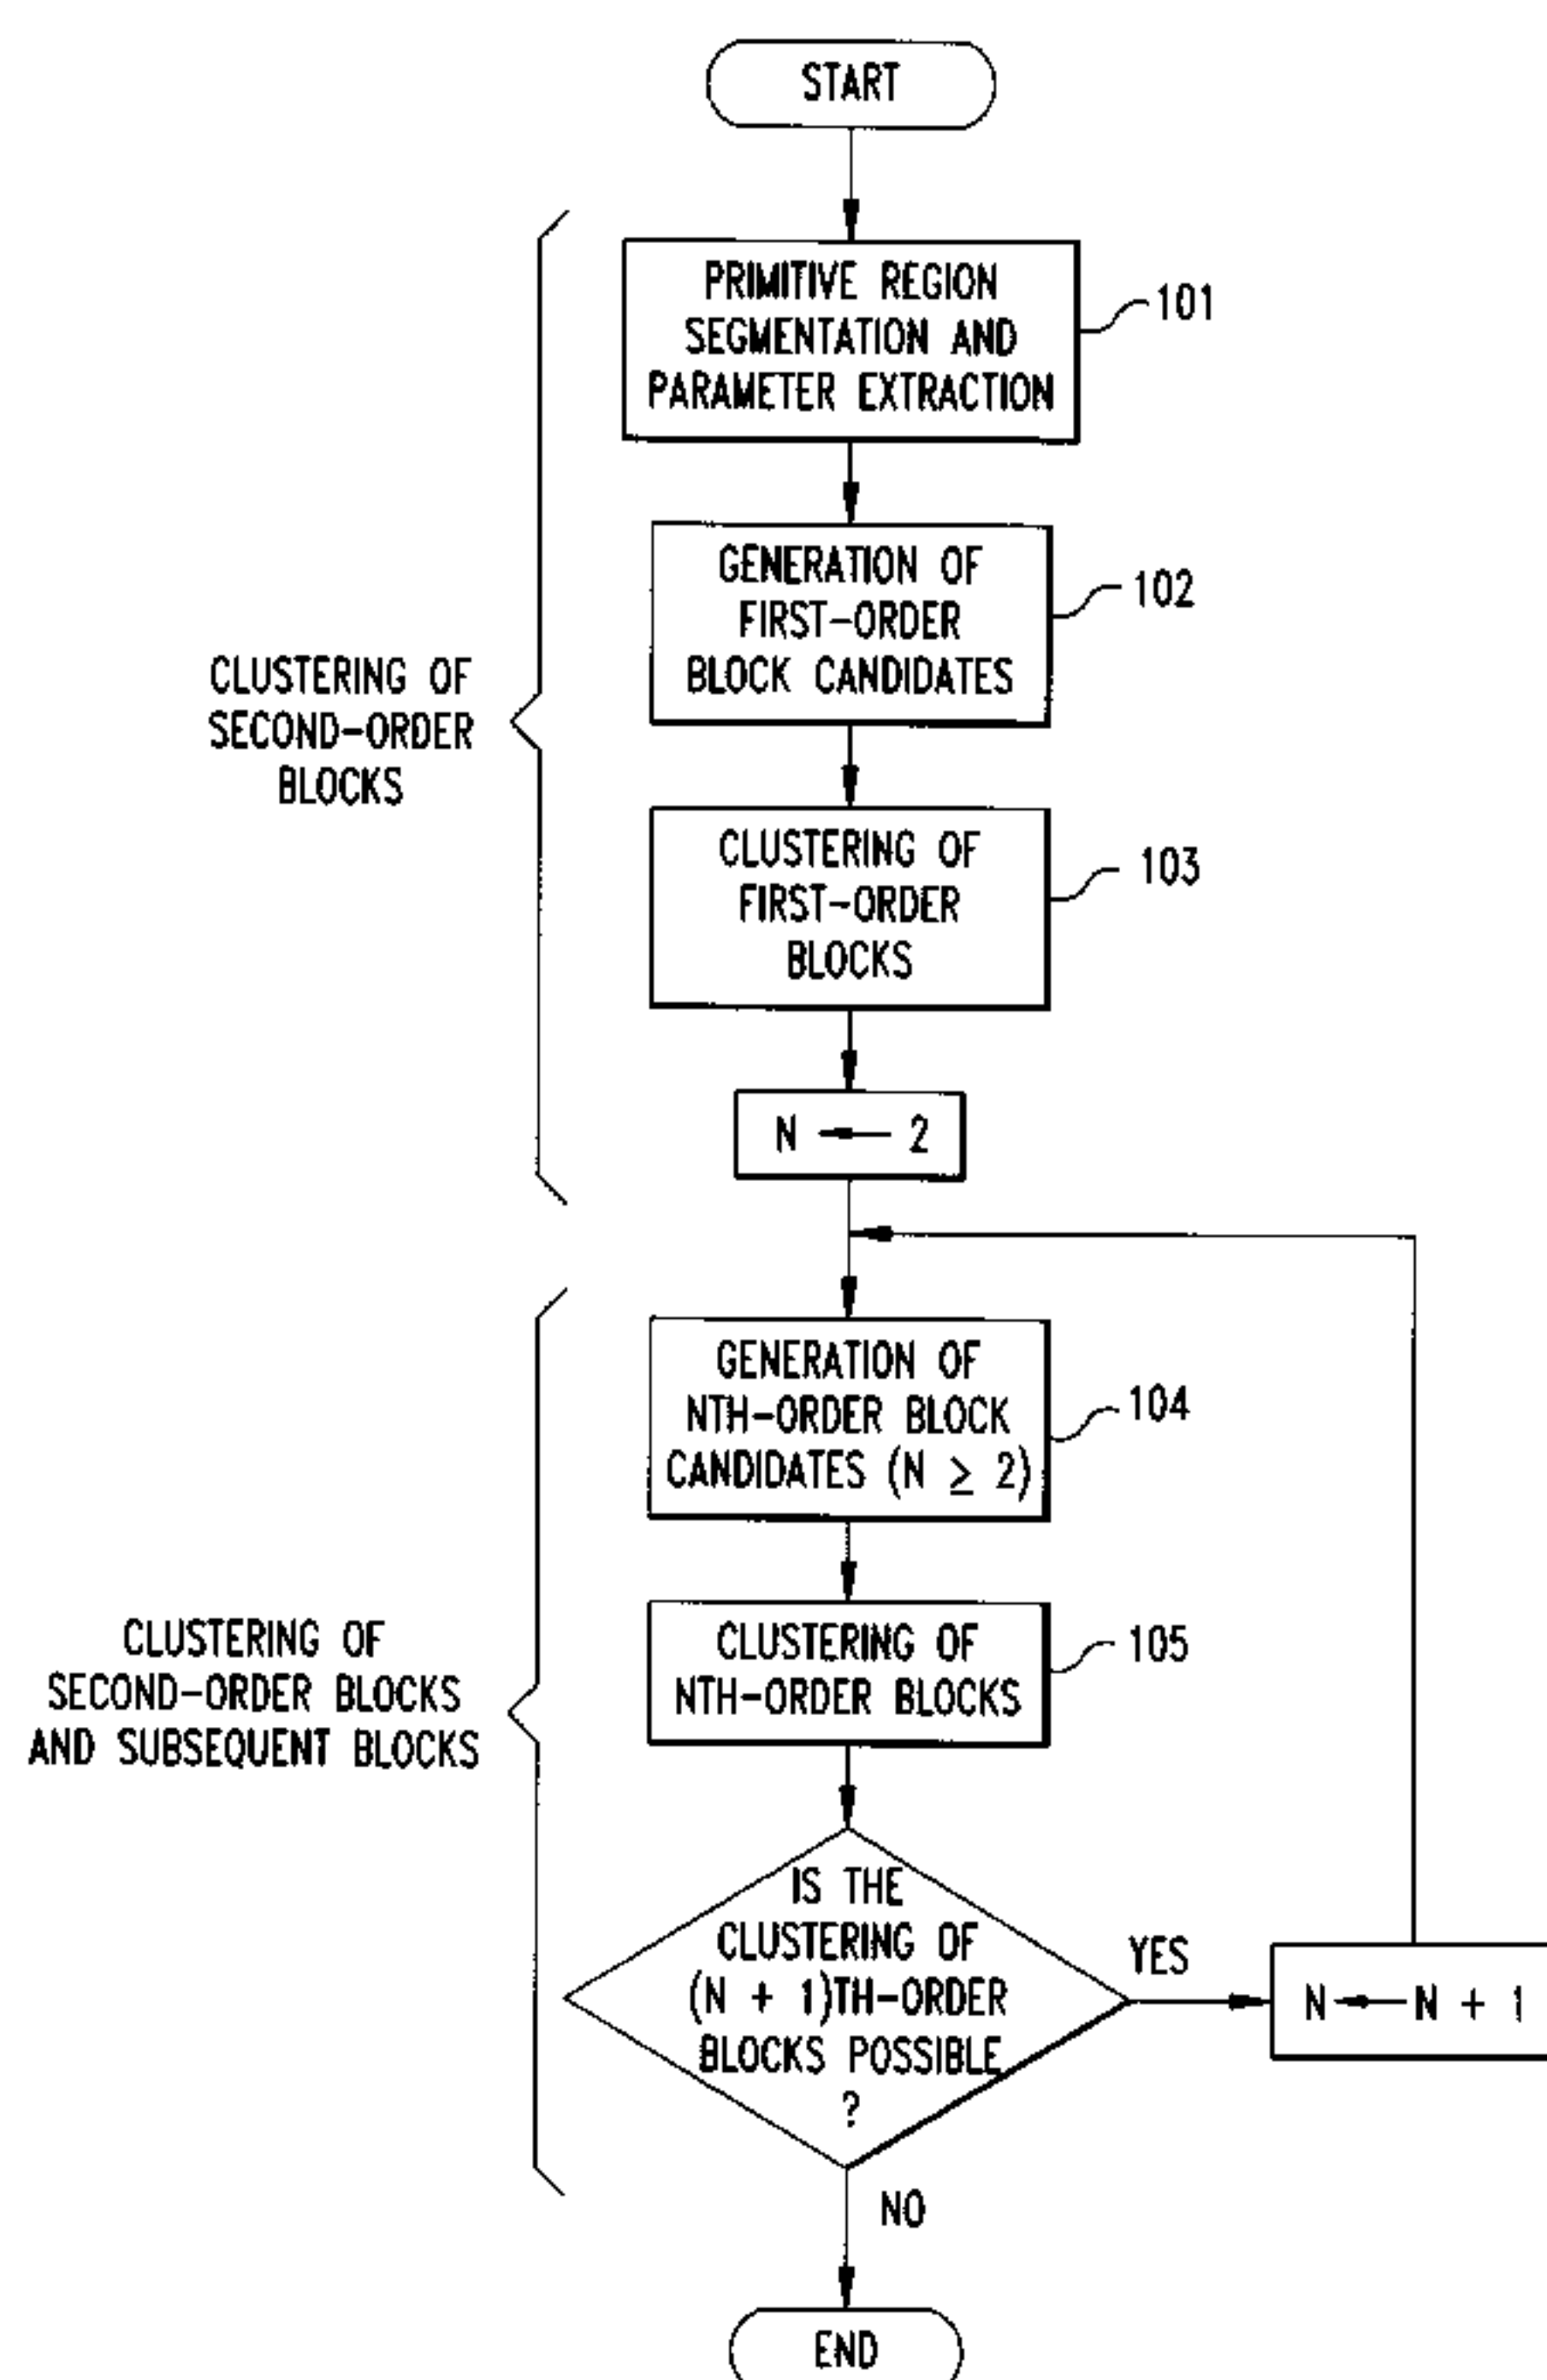 START
PRIMITIVE REGION
SEGMENTATION AND
PARAMETER EXTRACTION
101
GENERATION OF
FIRST-ORDER
BLOCK CANDIDATES
102
CLUSTERING OF
SECOND-ORDER
BLOCKS
CLUSTERING OF
FIRST-ORDER
BLOCKS
103
N ← 2
GENERATION OF
NTH-ORDER BLOCK
CANDIDATES (N ≥ 2)
104
CLUSTERING OF
NTH-ORDER BLOCKS
105
CLUSTERING OF
SECOND-ORDER BLOCKS
AND SUBSEQUENT BLOCKS
IS THE
CLUSTERING OF
(N + 1)TH-ORDER
BLOCKS POSSIBLE
?
YES
N ← N + 1
NO
END